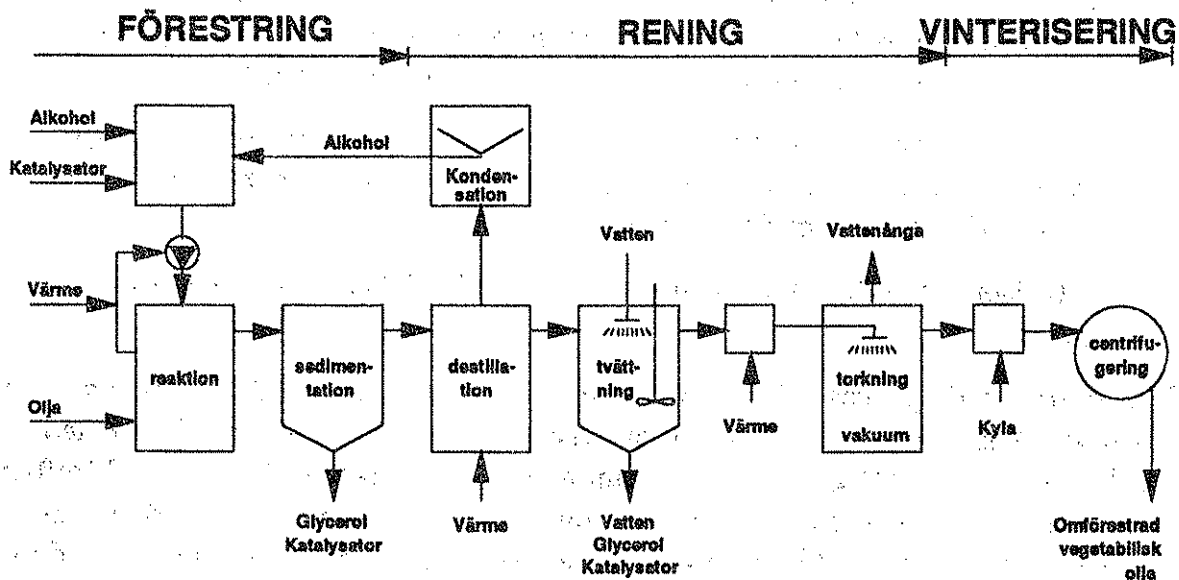 FÖRESTRING
RENING
VINTERISERING
Alkohol
Katalysator
Alkohol
Konden-
sation
Värme
Olja
reaktion
sedimen-
tation
Glycerol
Katalysator
destilla-
tion
Värme
Vatten
tvätt-
ning
Vatten
Glycerol
Katalysator
Värme
Vattenånga
torkning
vakuum
Kyla
centrifu-
gering
Omförestrad
vegetabilisk
olja